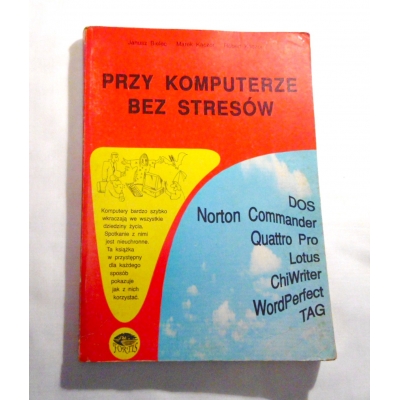 Marek
PRZY KOMPUTERZE
BEZ STRESÓW
Komputery bardzo szybko
wkraczają we wszystkie
dziedziny życia.
Spotkanie z nimi
jest nieuchronne.
Ta książka
w przystępny
dla każdego
sposób
pokazuje
jak z nich
korzystać.
DOS
Norton Commander
Quattro Pro
Lotus
ChiWriter
WordPerfect
TAG